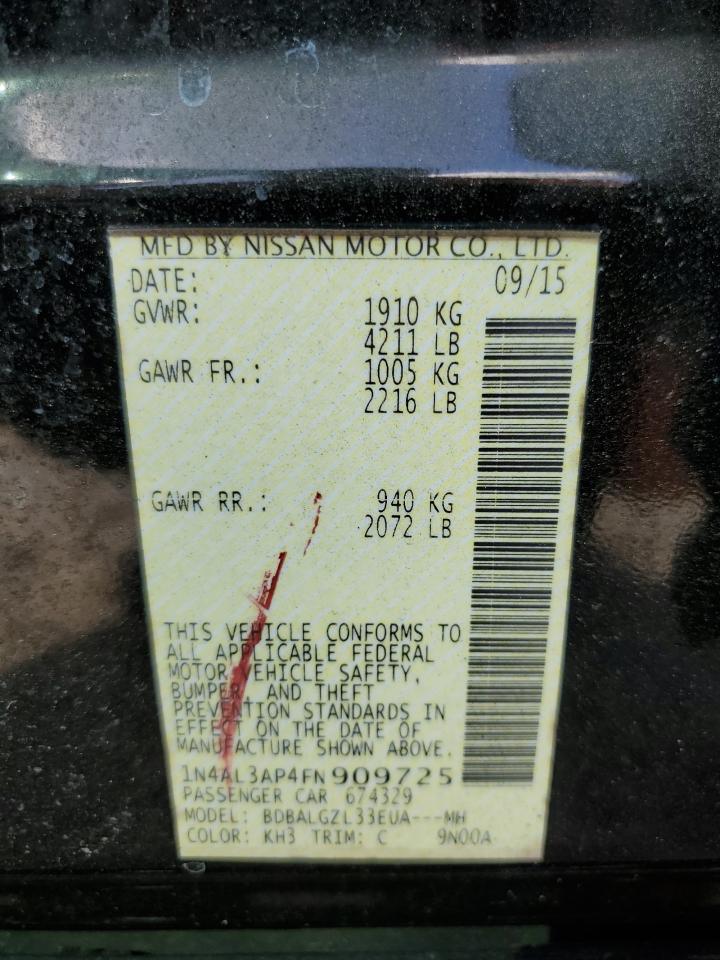 MFD BY NISSAN MOTOR CO., LTD.
DATE: 09/15
GVWR: 1910 KG
4211 LB
GAWR FR.: 1005 KG
2216 LB
GAWR RR.: 940 KG
2072 LB
THIS VEHICLE CONFORMS TO
ALL APPLICABLE FEDERAL
MOTOR VEHICLE SAFETY,
BUMPER, AND THEFT
PREVENTION STANDARDS IN
EFFECT ON THE DATE OF
MANUFACTURE SHOWN ABOVE.
1N4AL3AP4FN909725
PASSENGER CAR 674329
MODEL: BDBALGZL33EUA---MH
COLOR: KH3 TRIM: C 9N00A